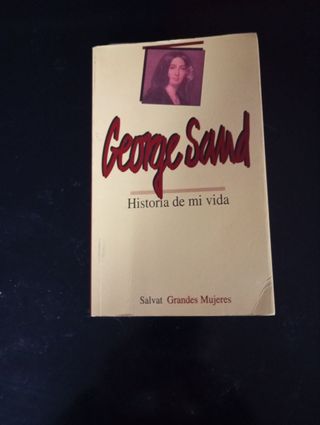 George Sand
Historia de mi vida
Salvat Grandes Mujeres